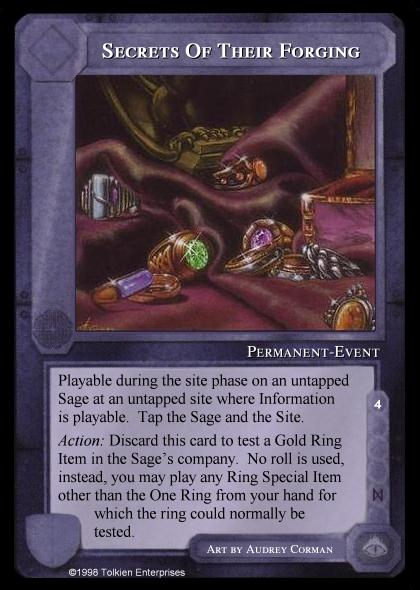 Secrets Of Their Forging
Permanent-Event
Playable during the site phase on an untapped
Sage at an untapped site where Information
is playable. Tap the Sage and the Site.
4
Action: Discard this card to test a Gold Ring
Item in the Sage's company. No roll is used,
instead, you may play any Ring Special Item
other than the One Ring from your hand for
which the ring could normally be
tested.
Art by Audrey Corman
©1998 Tolkien Enterprises